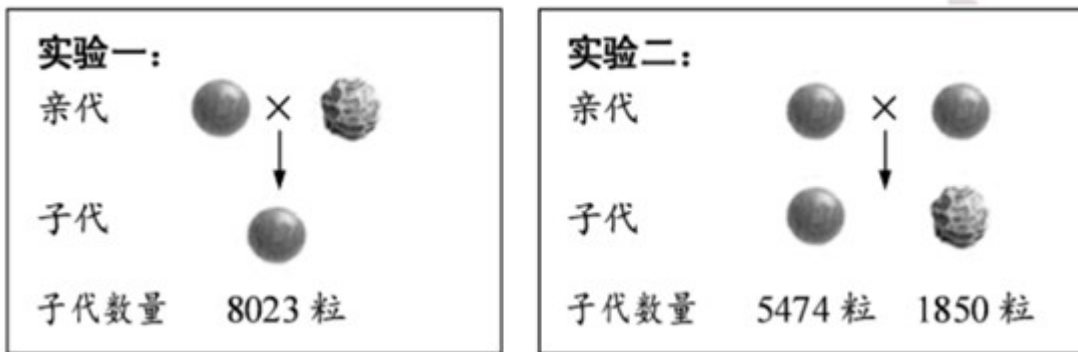 实验一：
亲代 ×
子代
子代数量 8023 粒
实验二：
亲代 ×
子代
子代数量 5474 粒 1850 粒